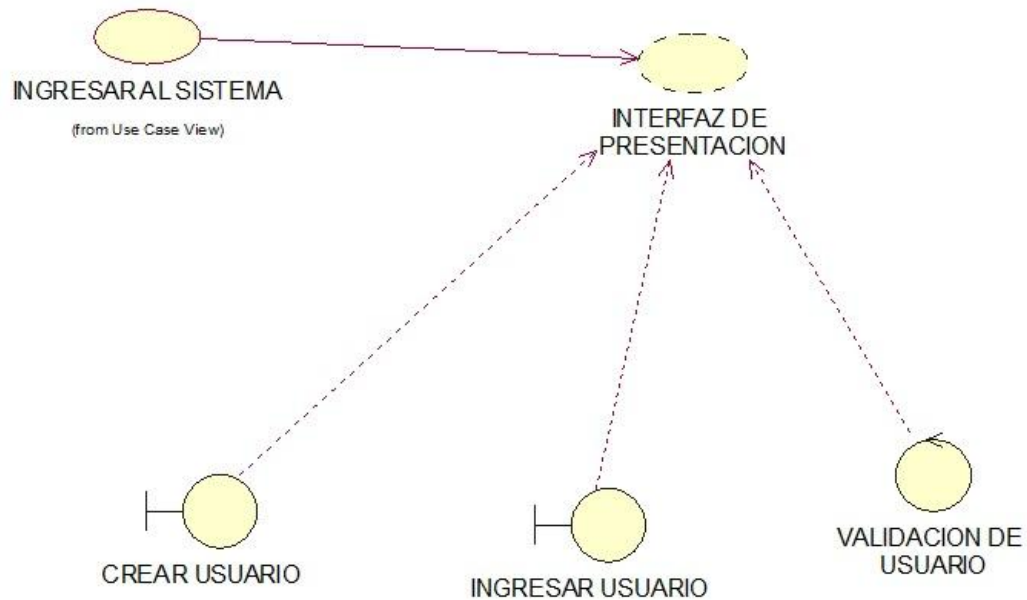 INGRESAR AL SISTEMA
(from Use Case View)
INTERFAZ DE
PRESENTACION
CREAR USUARIO
INGRESAR USUARIO
VALIDACION DE
USUARIO